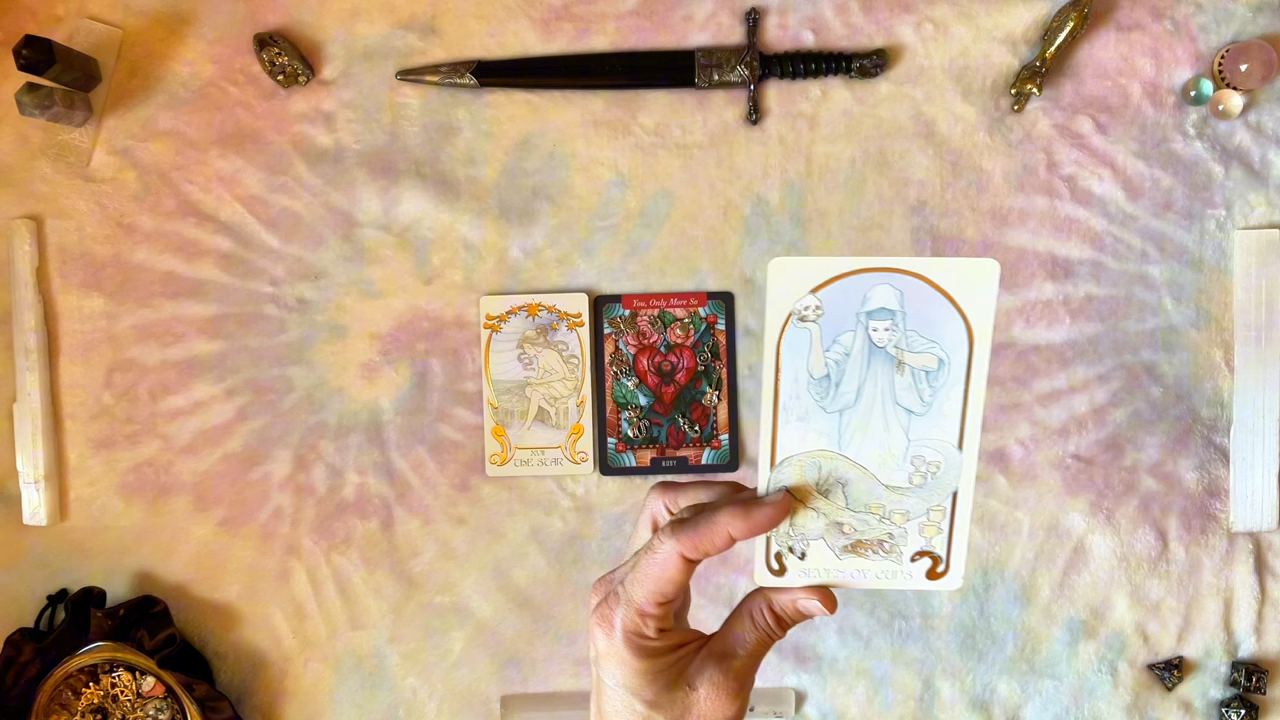 XVII
THE STAR
You, Only More So
RUBY
SEVEN OF CUPS